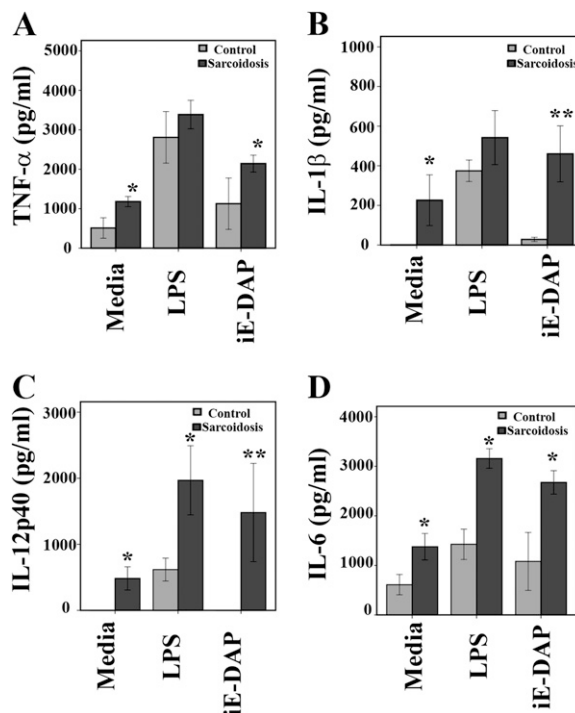 A
TNF-α (pg/ml)
5000
4000
3000
2000
1000
0
Control
Sarcoidosis
*
*
Media
LPS
iE-DAP
B
IL-1β (pg/ml)
1000
800
600
400
200
0
Control
Sarcoidosis
*
**
Media
LPS
iE-DAP
C
IL-12p40 (pg/ml)
3000
2000
1000
0
Control
Sarcoidosis
*
*
**
Media
LPS
iE-DAP
D
IL-6 (pg/ml)
4000
3000
2000
1000
0
Control
Sarcoidosis
*
*
*
Media
LPS
iE-DAP